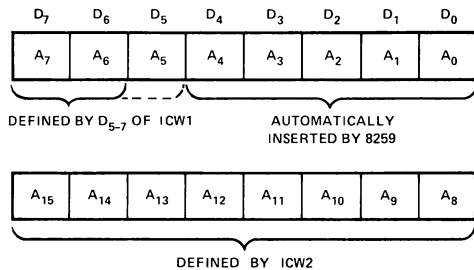 D7 D6 D5 D4 D3 D2 D1 D0
A7 A6 A5 A4 A3 A2 A1 A0
DEFINED BY D5-7 OF ICW1
AUTOMATICALLY
INSERTED BY 8259
A15 A14 A13 A12 A11 A10 A9 A8
DEFINED BY ICW2